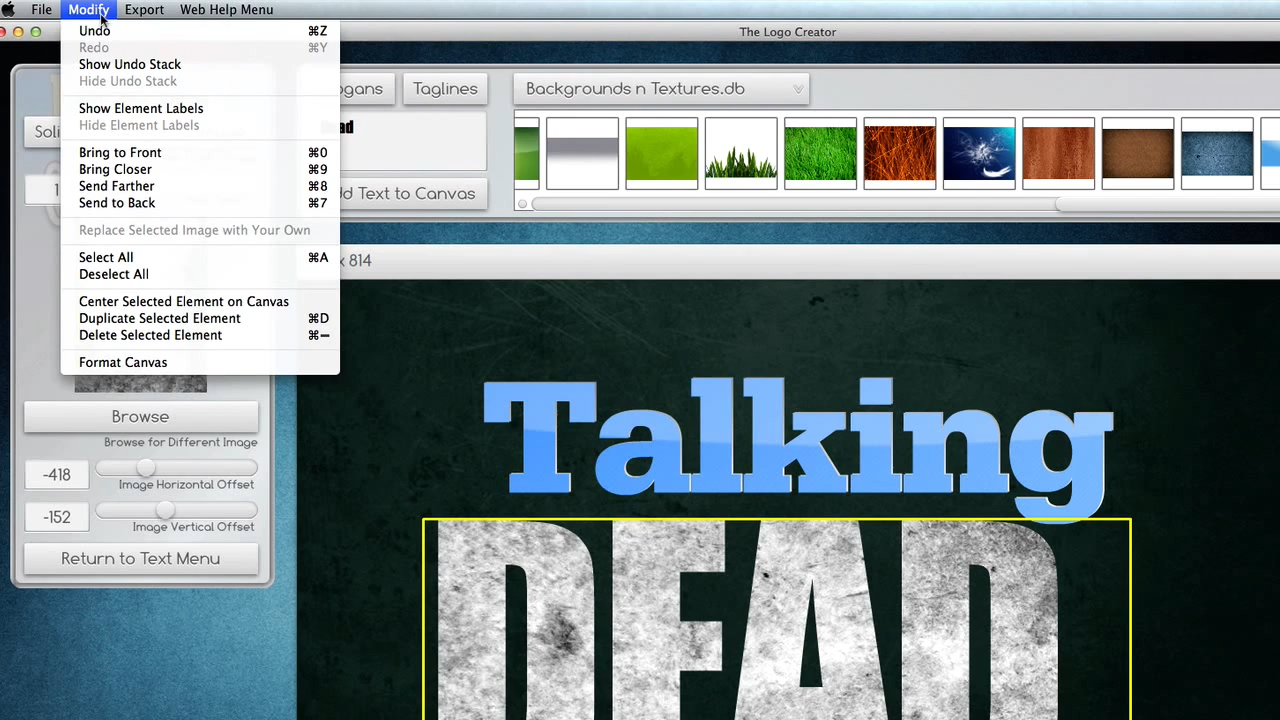 File Modify Export Web Help Menu
The Logo Creator
Undo ⌘Z
Redo ⌘Y
Show Undo Stack
Hide Undo Stack
Show Element Labels
Hide Element Labels
Bring to Front ⌘0
Bring Closer ⌘9
Send Farther ⌘8
Send to Back ⌘7
Replace Selected Image with Your Own
Select All ⌘A
Deselect All
Center Selected Element on Canvas
Duplicate Selected Element ⌘D
Delete Selected Element ⌘—
Format Canvas
Taglines
Backgrounds n Textures.db
Text to Canvas
x 814
Browse
Browse for Different Image
-418
Image Horizontal Offset
-152
Image Vertical Offset
Return to Text Menu
Talking
DEAD